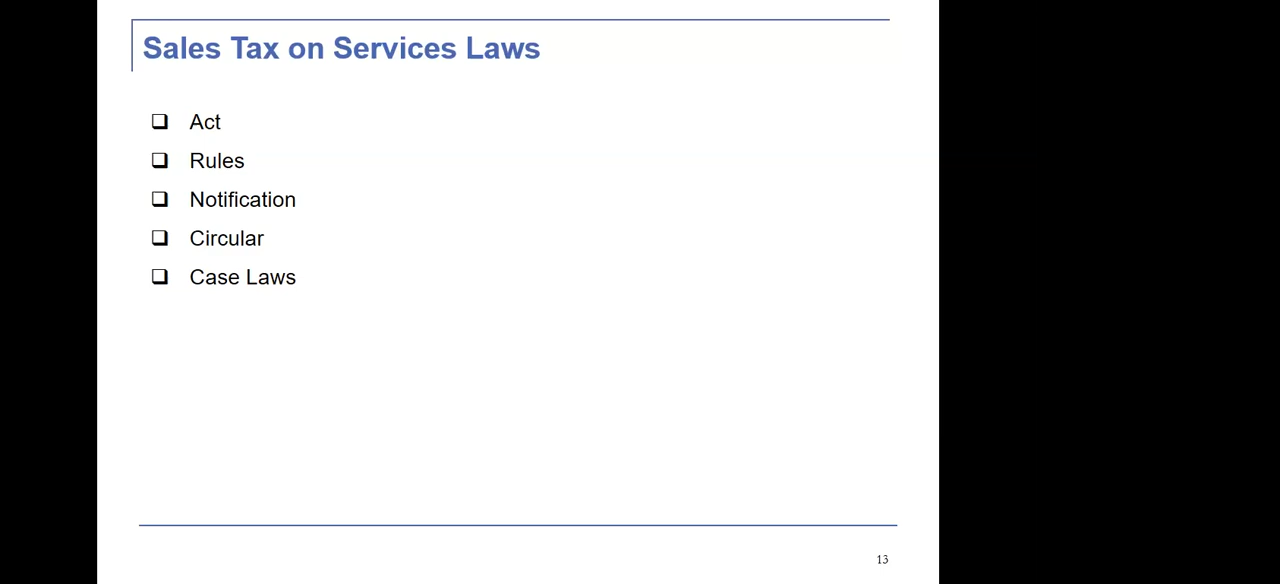 Sales Tax on Services Laws
❑ Act
❑ Rules
❑ Notification
❑ Circular
❑ Case Laws
13